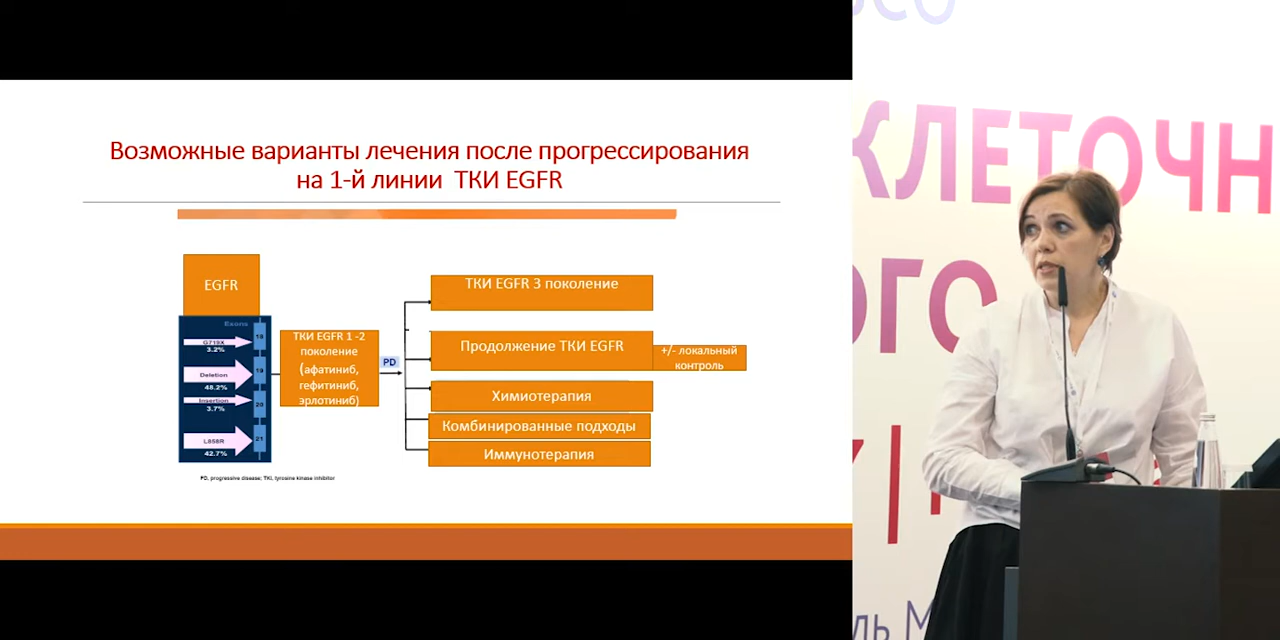 Возможные варианты лечения после прогрессирования
на 1-й линии ТКИ EGFR
EGFR
Exons
G719X
3.2%
18
Deletion
48.2%
19
Insertion
3.7%
20
L858R
42.7%
21
ТКИ EGFR 1 -2
поколение
(афатиниб,
гефитиниб,
эрлотиниб)
PD
ТКИ EGFR 3 поколение
Продолжение ТКИ EGFR
+/- локальный
контроль
Химиотерапия
Комбинированные подходы
Иммунотерапия
PD, progressive disease; TKI, tyrosine kinase inhibitor
КЛЕТОЧН
ОГО
ль М